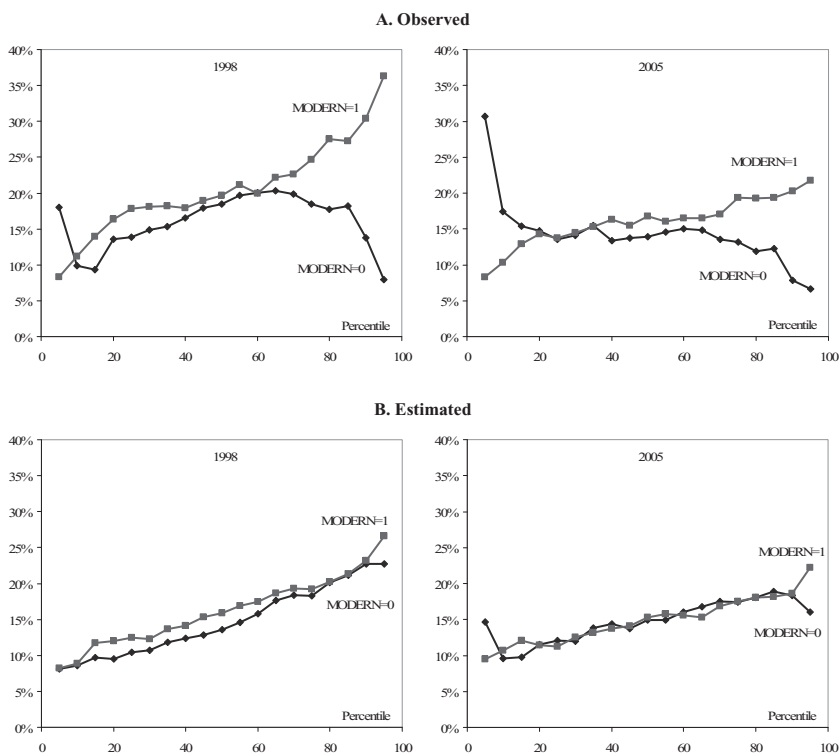 A. Observed
1998
40%
35%
30%
25%
20%
15%
10%
5%
0%
MODERN=1
MODERN=0
Percentile
0 20 40 60 80 100
2005
40%
35%
30%
25%
20%
15%
10%
5%
0%
MODERN=1
MODERN=0
Percentile
0 20 40 60 80 100
B. Estimated
1998
40%
35%
30%
25%
20%
15%
10%
5%
0%
MODERN=1
MODERN=0
Percentile
0 20 40 60 80 100
2005
40%
35%
30%
25%
20%
15%
10%
5%
0%
MODERN=1
MODERN=0
Percentile
0 20 40 60 80 100